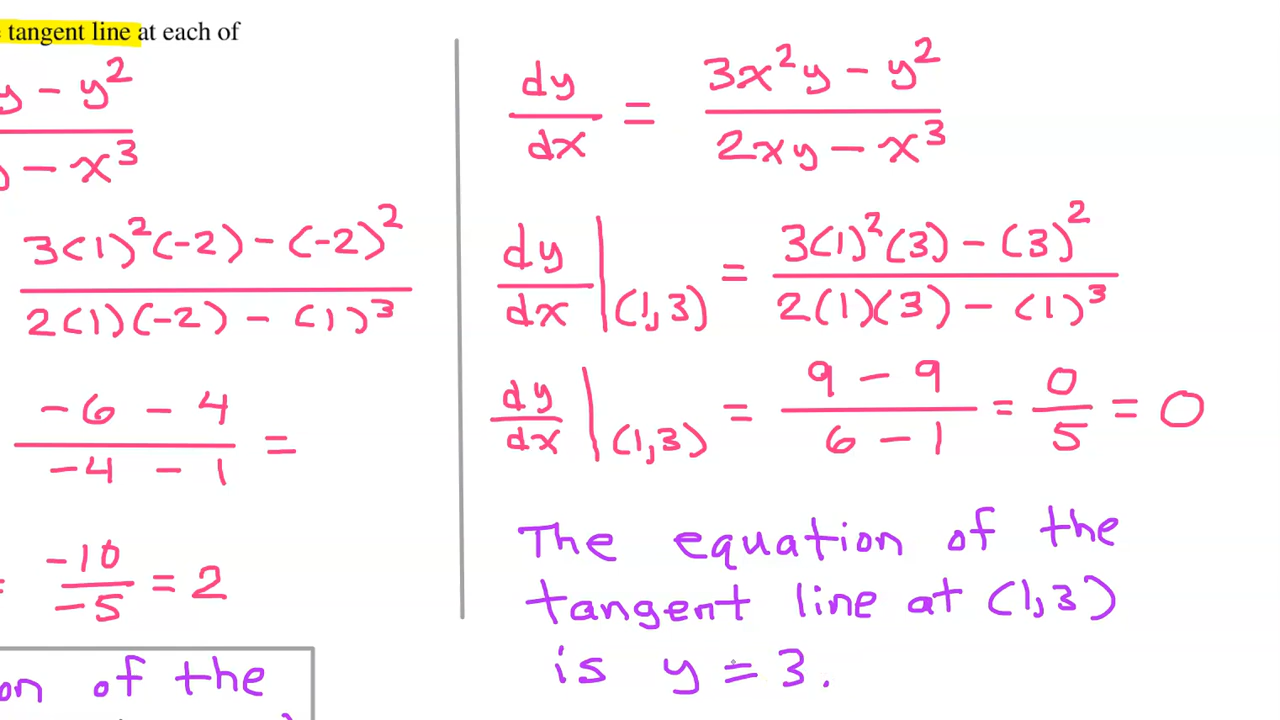 tangent line at each of
y - y²
- x³
3(1)²(-2) - (-2)²
2(1)(-2) - (1)³
-6 - 4
-4 - 1 =
= -10/-5 = 2
on of the
dy/dx = 3x²y - y² / 2xy - x³
dy/dx |(1,3) = 3(1)²(3) - (3)² / 2(1)(3) - (1)³
dy/dx |(1,3) = 9 - 9 / 6 - 1 = 0/5 = 0
The equation of the
tangent line at (1,3)
is y = 3.